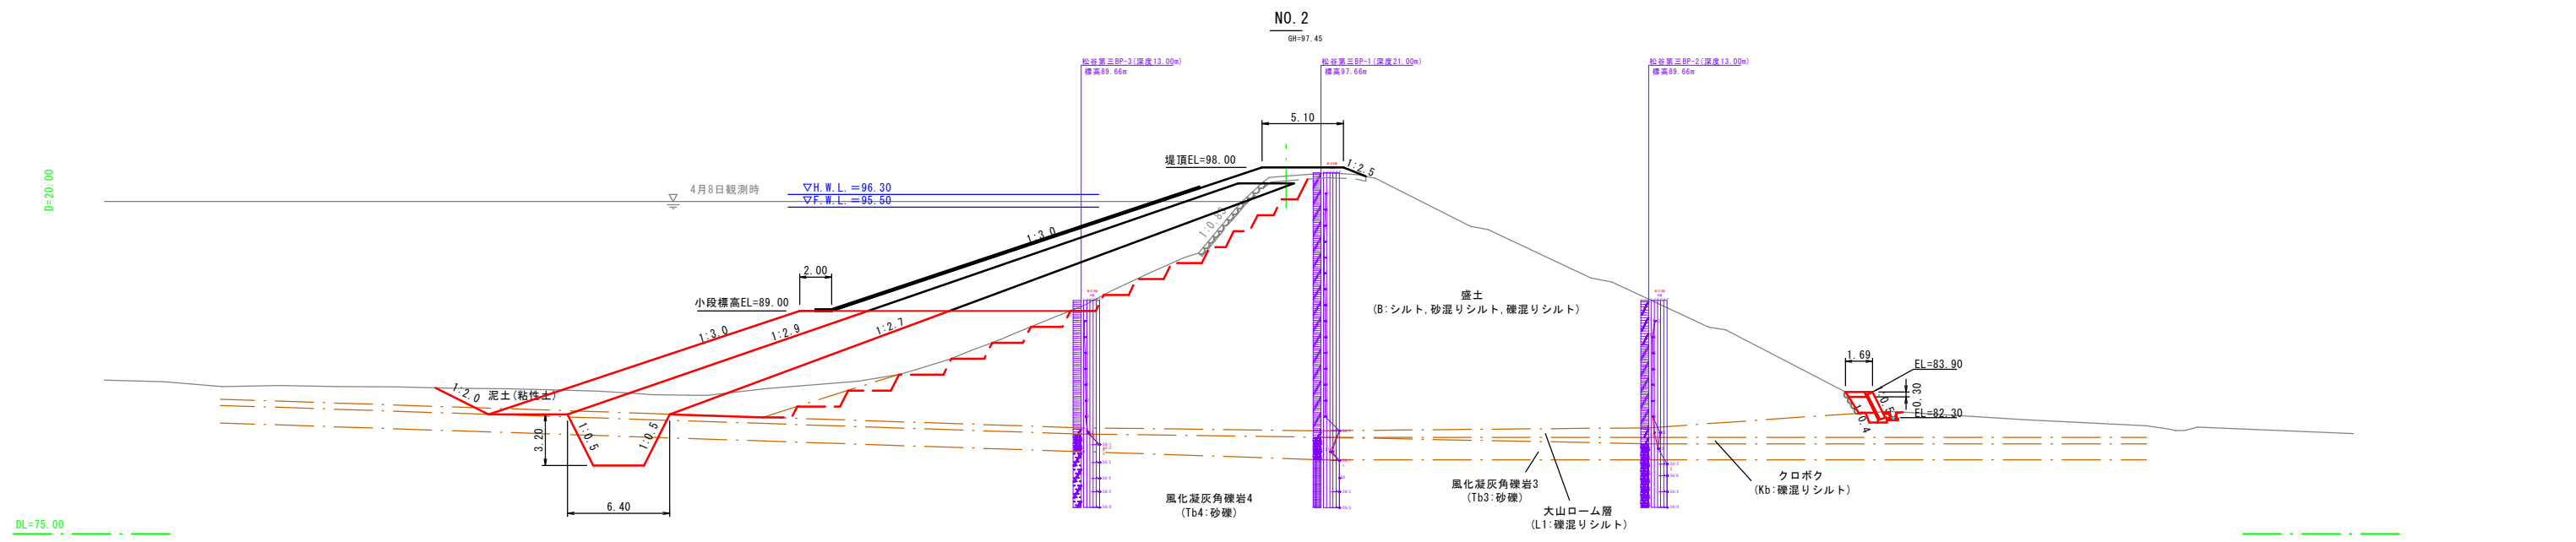 NO. 2
GH=97.45
松谷第三BP-3(深度13.00m)
標高89.66m
松谷第三BP-1(深度21.00m)
標高97.66m
松谷第三BP-2(深度13.00m)
標高89.66m
5.10
堤頂EL=98.00
1:2.5
D=20.00
4月8日観測時
▽H.W.L.=96.30
▽F.W.L.=95.50
1:3.0
2.00
小段標高EL=89.00
1:3.0
1:2.9
1:2.7
盛土
(B:シルト,砂混りシルト,礫混りシルト)
1.69
EL=83.90
0.30
EL=82.30
1:0.4
1:2.0
泥土(粘性土)
3.20
1:0.5
1:0.5
6.40
風化凝灰角礫岩4
(Tb4:砂礫)
風化凝灰角礫岩3
(Tb3:砂礫)
大山ローム層
(L1:礫混りシルト)
クロボク
(Kb:礫混りシルト)
DL=75.00